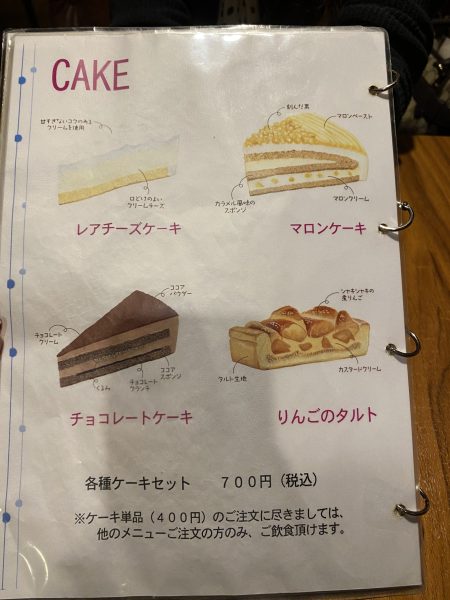 CAKE
甘すぎないコクのある
クリームを使用
口どけのよい
クリームチーズ
レアチーズケーキ
刻んだ栗
マロンペースト
カラメル風味の
スポンジ
マロンクリーム
マロンケーキ
ココア
パウダー
チョコレート
クリーム
くるみ
チョコレート
クランチ
ココア
スポンジ
チョコレートケーキ
シャキシャキの
煮りんご
タルト生地
カスタードクリーム
りんごのタルト
各種ケーキセット　700円（税込）
※ケーキ単品（400円）のご注文に尽きましては、
他のメニューご注文の方のみ、ご飲食頂けます。